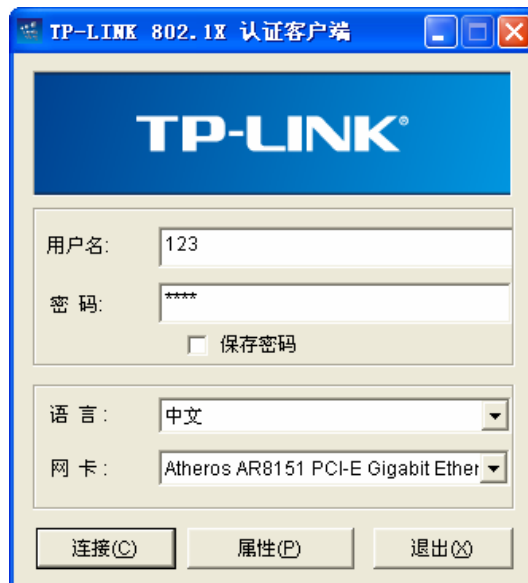 TP-LINK 802.1X 认证客户端
TP-LINK®
用户名: 123
密 码: ****
保存密码
语 言: 中文
网 卡: Atheros AR8151 PCI-E Gigabit Ether
连接(C) 属性(P) 退出(X)